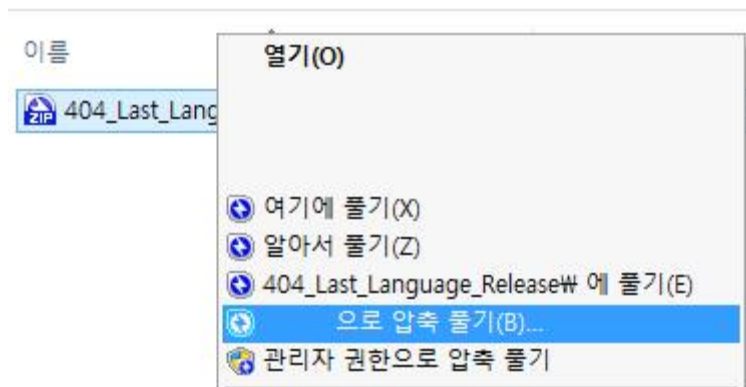 이름
열기(O)
404_Last_Lang
여기에 풀기(X)
알아서 풀기(Z)
404_Last_Language_Release₩ 에 풀기(E)
으로 압축 풀기(B)...
관리자 권한으로 압축 풀기